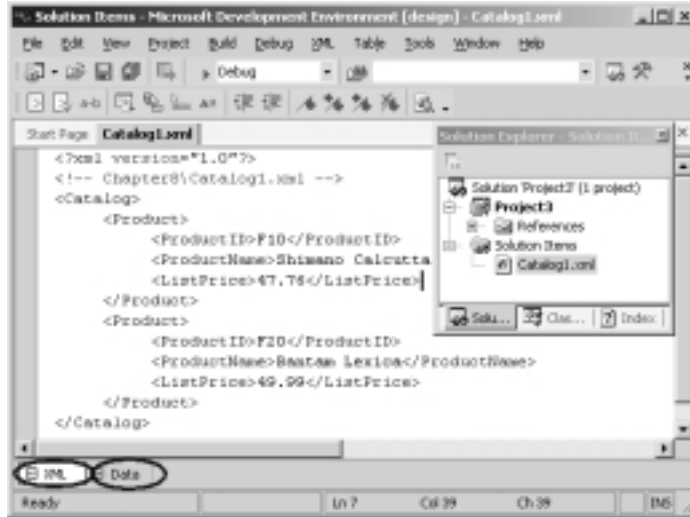 Solution Items - Microsoft Development Environment [design] - Catalog1.xml
File Edit View Project Build Debug XML Table Tools Window Help
Debug
Start Page Catalog1.xml
<?xml version="1.0"?>
<!-- Chapter8\Catalog1.xml -->
<Catalog>
<Product>
<ProductID>F10</ProductID>
<ProductName>Shimano Calcutta
<ListPrice>47.76</ListPrice>
</Product>
<Product>
<ProductID>F20</ProductID>
<ProductName>Bantam Lexica</ProductName>
<ListPrice>49.99</ListPrice>
</Product>
</Catalog>
Solution Explorer - Solution It...
Solution 'Project3' (1 project)
Project3
References
Solution Items
Catalog1.xml
Solu... Clas... Index
XML Data
Ready Ln 7 Col 39 Ch 39 INS